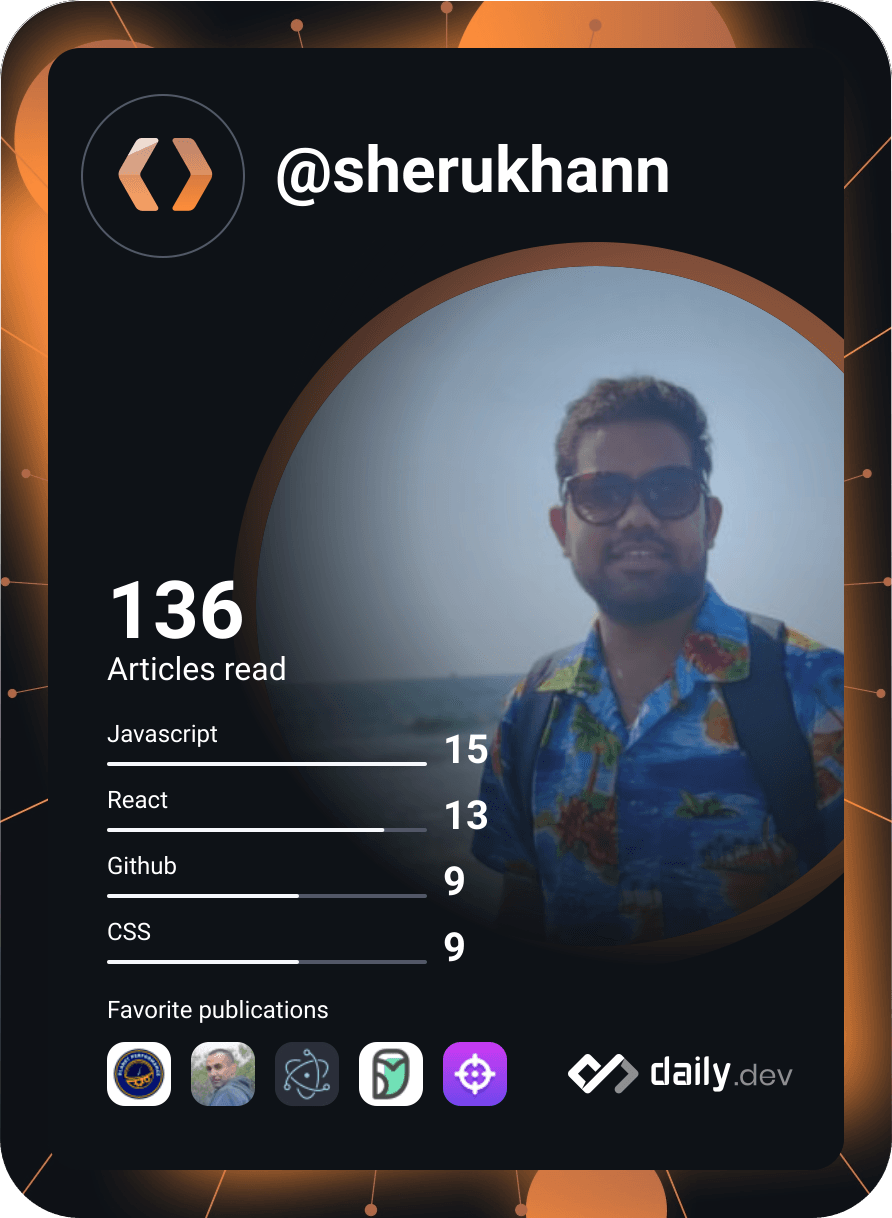 @sherukhann
136
Articles read
Javascript
15
React
13
Github
9
CSS
9
Favorite publications
daily.dev